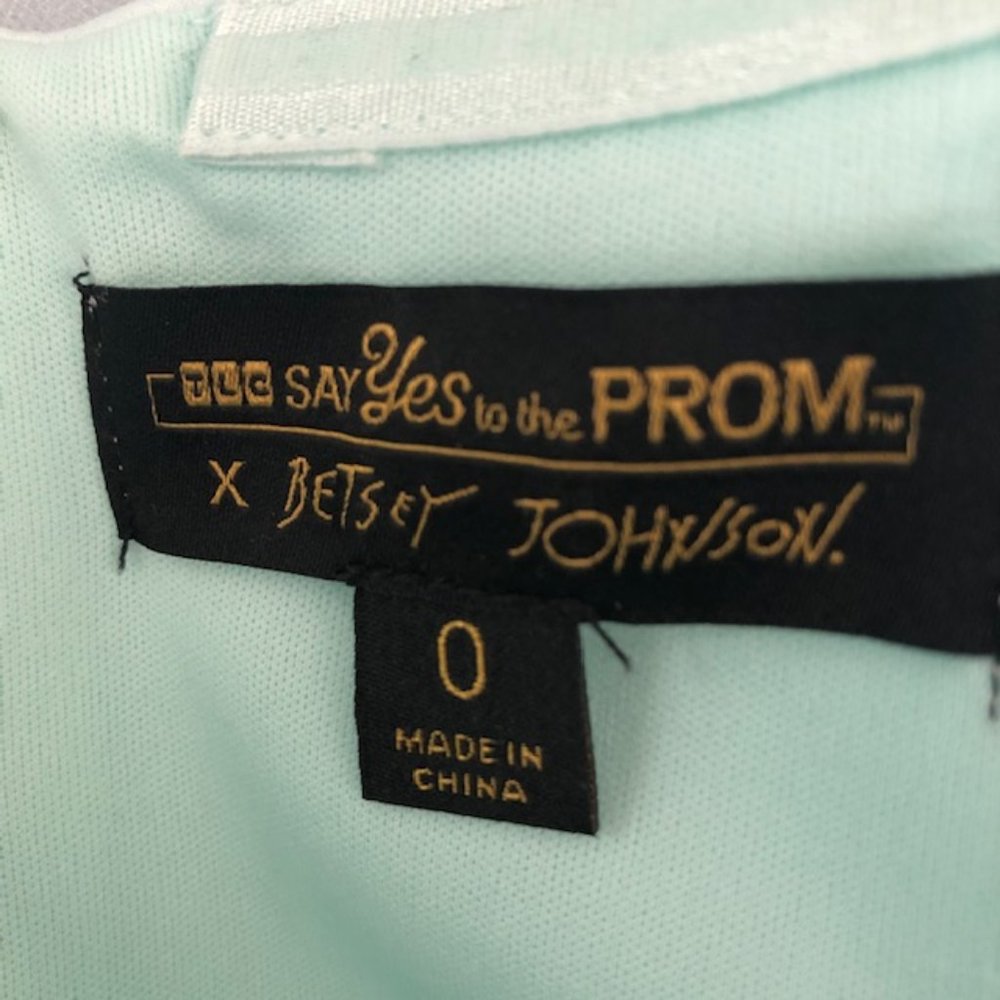 TLC SAY Yes to the PROM™
X BETSEY JOHNSON.
0
MADE IN
CHINA